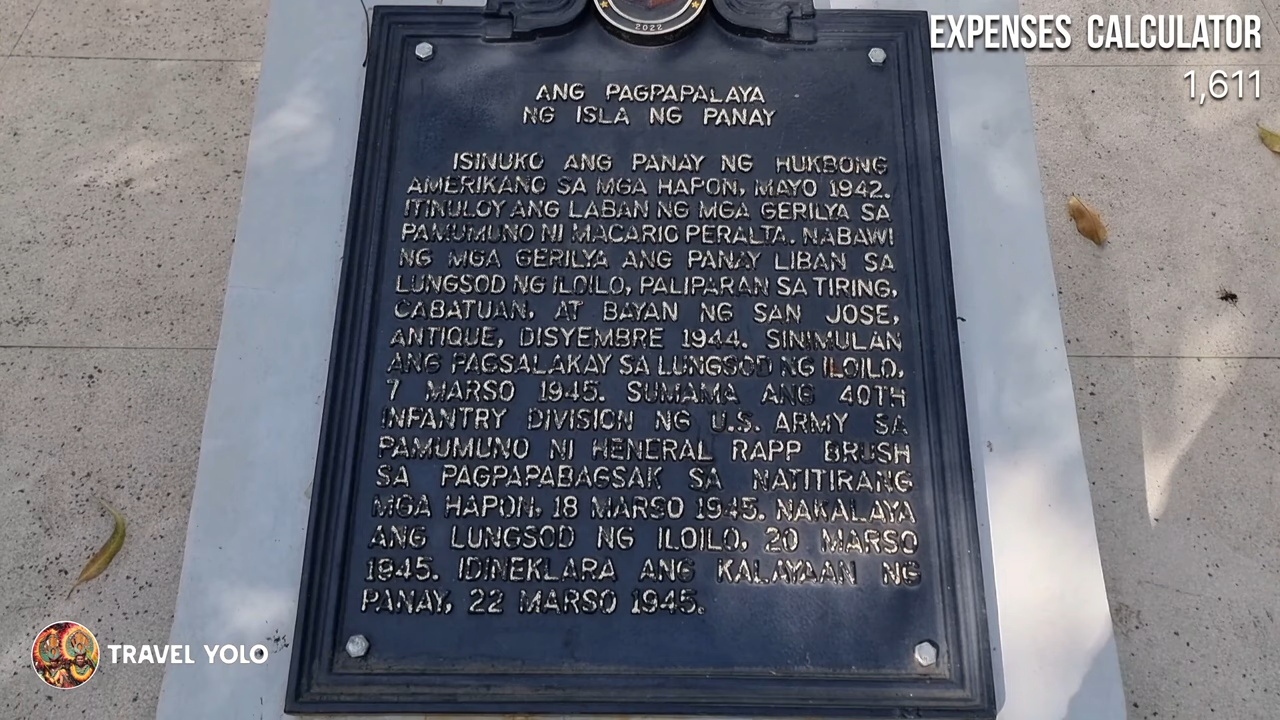 EXPENSES CALCULATOR
1,611
2022
ANG PAGPAPALAYA
NG ISLA NG PANAY
ISINUKO ANG PANAY NG HUKBONG
AMERIKANO SA MGA HAPON, MAYO 1942.
ITINULOY ANG LABAN NG MGA GERILYA SA
PAMUMUNO NI MACARIO PERALTA. NABAWI
NG MGA GERILYA ANG PANAY LIBAN SA
LUNGSOD NG ILOILO, PALIPARAN SA TIRING,
CABATUAN, AT BAYAN NG SAN JOSE,
ANTIQUE, DISYEMBRE 1944. SINIMULAN
ANG PAGSALAKAY SA LUNGSOD NG ILOILO,
7 MARSO 1945. SUMAMA ANG 40TH
INFANTRY DIVISION NG U.S. ARMY SA
PAMUMUNO NI HENERAL RAPP BRUSH
SA PAGPAPABAGSAK SA NATITIRANG
MGA HAPON, 18 MARSO 1945. NAKALAYA
ANG LUNGSOD NG ILOILO, 20 MARSO
1945. IDINEKLARA ANG KALAYAAN NG
PANAY, 22 MARSO 1945.
TRAVEL YOLO